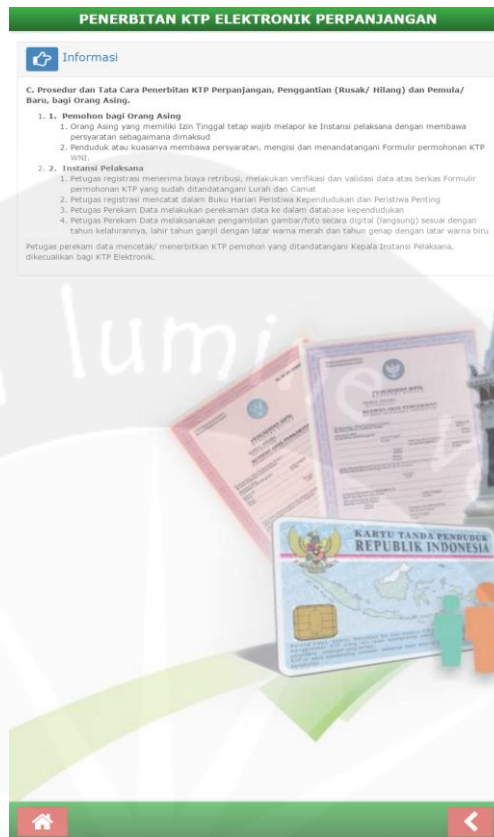 PENERBITAN KTP ELEKTRONIK PERPANJANGAN
Informasi
C. Prosedur dan Tata Cara Penerbitan KTP Perpanjangan, Penggantian (Rusak/ Hilang) dan Pemula/
Baru, bagi Orang Asing.
1. 1. Pemohon bagi Orang Asing
1. Orang Asing yang memiliki Izin Tinggal tetap wajib melapor ke Instansi pelaksana dengan membawa
persyaratan sebagaimana dimaksud
2. Penduduk atau kuasanya membawa persyaratan, mengisi dan menandatangani Formulir permohonan KTP
WNI.
2. 2. Instansi Pelaksana
1. Petugas registrasi menerima biaya retribusi, melakukan verifikasi dan validasi data atas berkas Formulir
permohonan KTP yang sudah ditandatangani Lurah dan Camat
2. Petugas registrasi mencatat dalam Buku Harian Peristiwa Kependudukan dan Peristiwa Penting
3. Petugas Perekam Data melakukan perekaman data ke dalam database kependudukan
4. Petugas Perekam Data melaksanakan pengambilan gambar/foto secara digital (langsung) sesuai dengan
tahun kelahirannya, lahir tahun ganjil dengan latar warna merah dan tahun genap dengan latar warna biru
Petugas perekam data mencetak/ menerbitkan KTP pemohon yang ditandatangani Kepala Instansi Pelaksana,
dikecualikan bagi KTP Elektronik.
lumi
KARTU TANDA PENDUDUK
REPUBLIK INDONESIA